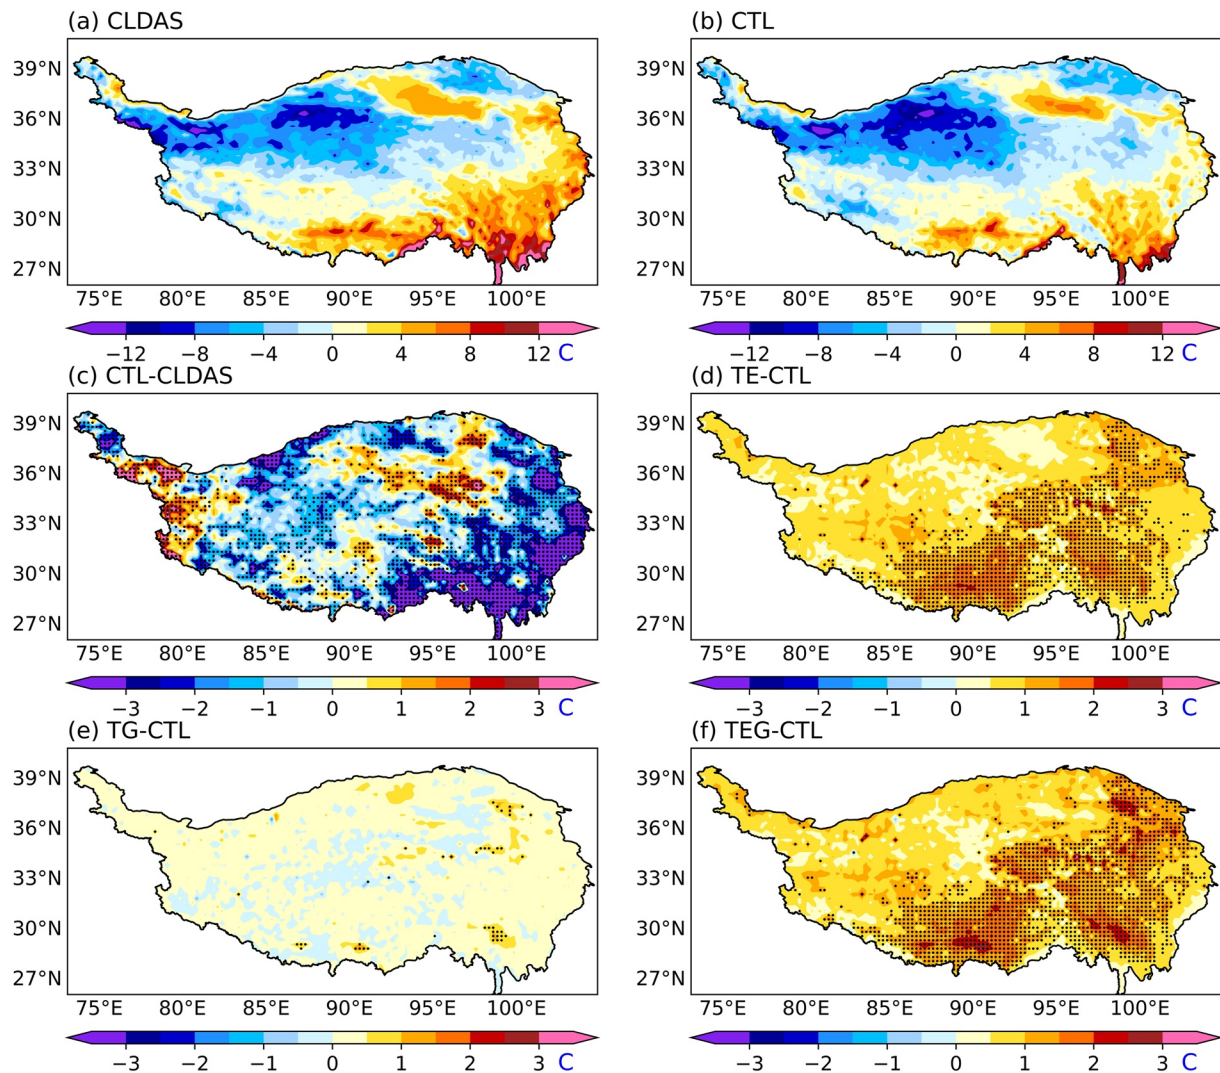 (a) CLDAS
(b) CTL
39°N
36°N
33°N
30°N
27°N
75°E 80°E 85°E 90°E 95°E 100°E
−12 −8 −4 0 4 8 12 C
39°N
36°N
33°N
30°N
27°N
75°E 80°E 85°E 90°E 95°E 100°E
−12 −8 −4 0 4 8 12 C
(c) CTL-CLDAS
(d) TE-CTL
39°N
36°N
33°N
30°N
27°N
75°E 80°E 85°E 90°E 95°E 100°E
−3 −2 −1 0 1 2 3 C
39°N
36°N
33°N
30°N
27°N
75°E 80°E 85°E 90°E 95°E 100°E
−3 −2 −1 0 1 2 3 C
(e) TG-CTL
(f) TEG-CTL
39°N
36°N
33°N
30°N
27°N
75°E 80°E 85°E 90°E 95°E 100°E
−3 −2 −1 0 1 2 3 C
39°N
36°N
33°N
30°N
27°N
75°E 80°E 85°E 90°E 95°E 100°E
−3 −2 −1 0 1 2 3 C